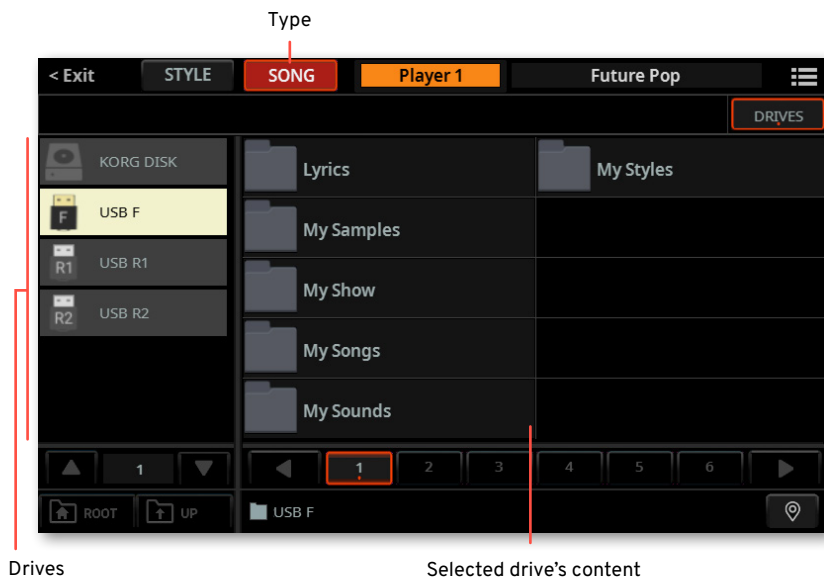 Type
< Exit STYLE SONG Player 1 Future Pop
DRIVES
KORG DISK
F USB F
R1 USB R1
R2 USB R2
Lyrics My Styles
My Samples
My Show
My Songs
My Sounds
1 1 2 3 4 5 6
ROOT UP USB F
Drives Selected drive's content